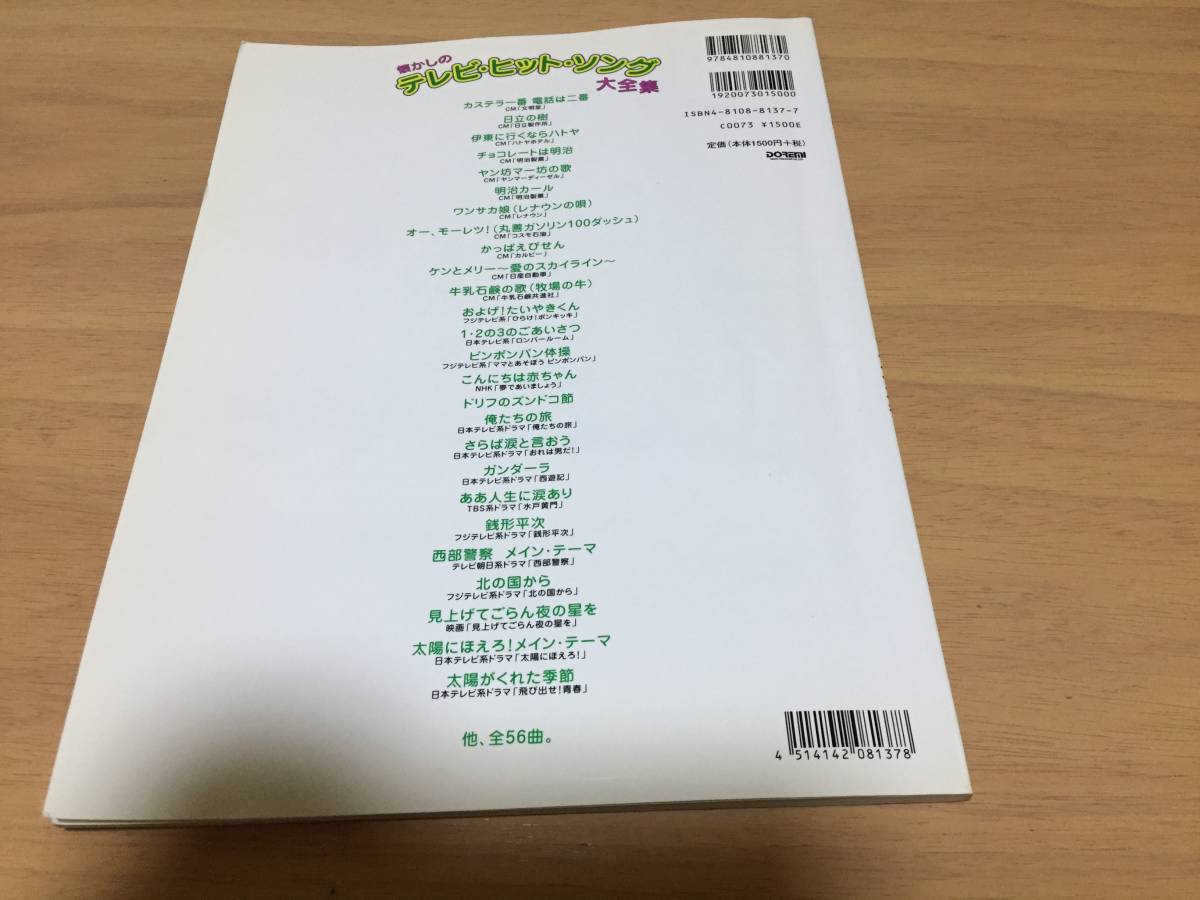 懐かしの
テレビ・ヒット・ソング
大全集
カステラ一番 電話は二番
CM「文明堂」
日立の樹
CM「日立製作所」
伊東に行くならハトヤ
CM「ハトヤホテル」
チョコレートは明治
CM「明治製菓」
ヤン坊マー坊の歌
CM「ヤンマーディーゼル」
明治カール
CM「明治製菓」
ワンサカ娘(レナウンの唄)
CM「レナウン」
オー、モーレツ!(丸善ガソリン100ダッシュ)
CM「コスモ石油」
かっぱえびせん
CM「カルビー」
ケンとメリー〜愛のスカイライン〜
CM「日産自動車」
牛乳石鹸の歌(牧場の牛)
CM「牛乳石鹸共進社」
およげ!たいやきくん
フジテレビ系「ひらけ!ポンキッキ」
1・2の3のごあいさつ
日本テレビ系「ロンパールーム」
ピンポンパン体操
フジテレビ系「ママとあそぼう ピンポンパン」
こんにちは赤ちゃん
NHK「夢であいましょう」
ドリフのズンドコ節
俺たちの旅
日本テレビ系ドラマ「俺たちの旅」
さらば涙と言おう
日本テレビ系ドラマ「おれは男だ!」
ガンダーラ
日本テレビ系ドラマ「西遊記」
ああ人生に涙あり
TBS系ドラマ「水戸黄門」
銭形平次
フジテレビ系ドラマ「銭形平次」
西部警察 メイン・テーマ
テレビ朝日系ドラマ「西部警察」
北の国から
フジテレビ系ドラマ「北の国から」
見上げてごらん夜の星を
映画「見上げてごらん夜の星を」
太陽にほえろ!メイン・テーマ
日本テレビ系ドラマ「太陽にほえろ!」
太陽がくれた季節
日本テレビ系ドラマ「飛び出せ!青春」
他、全56曲。
9784810881370
1920073015000
ISBN4-8108-8137-7
C0073 ¥1500E
定価(本体1500円+税)
DOREMI
4 514142 081378